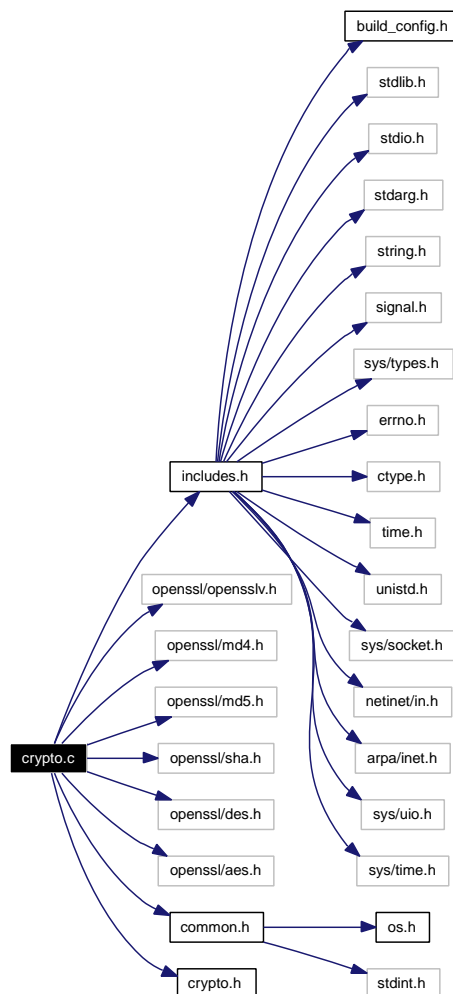 build_config.h
stdlib.h
stdio.h
stdarg.h
string.h
signal.h
sys/types.h
errno.h
includes.h
ctype.h
time.h
openssl/opensslv.h
unistd.h
openssl/md4.h
sys/socket.h
openssl/md5.h
netinet/in.h
crypto.c
openssl/sha.h
arpa/inet.h
openssl/des.h
sys/uio.h
openssl/aes.h
sys/time.h
common.h
os.h
crypto.h
stdint.h